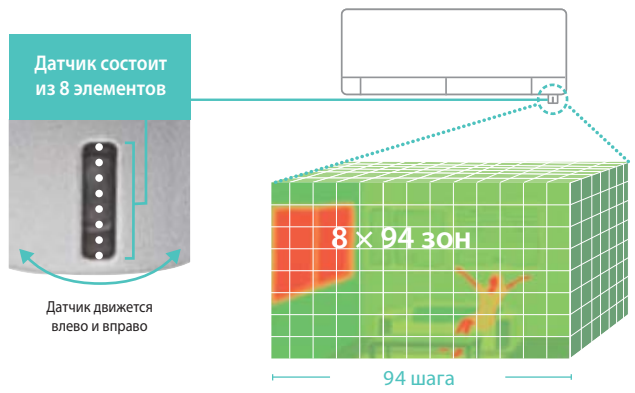 Датчик состоит
из 8 элементов
8 × 94 зон
Датчик движется
влево и вправо
94 шага